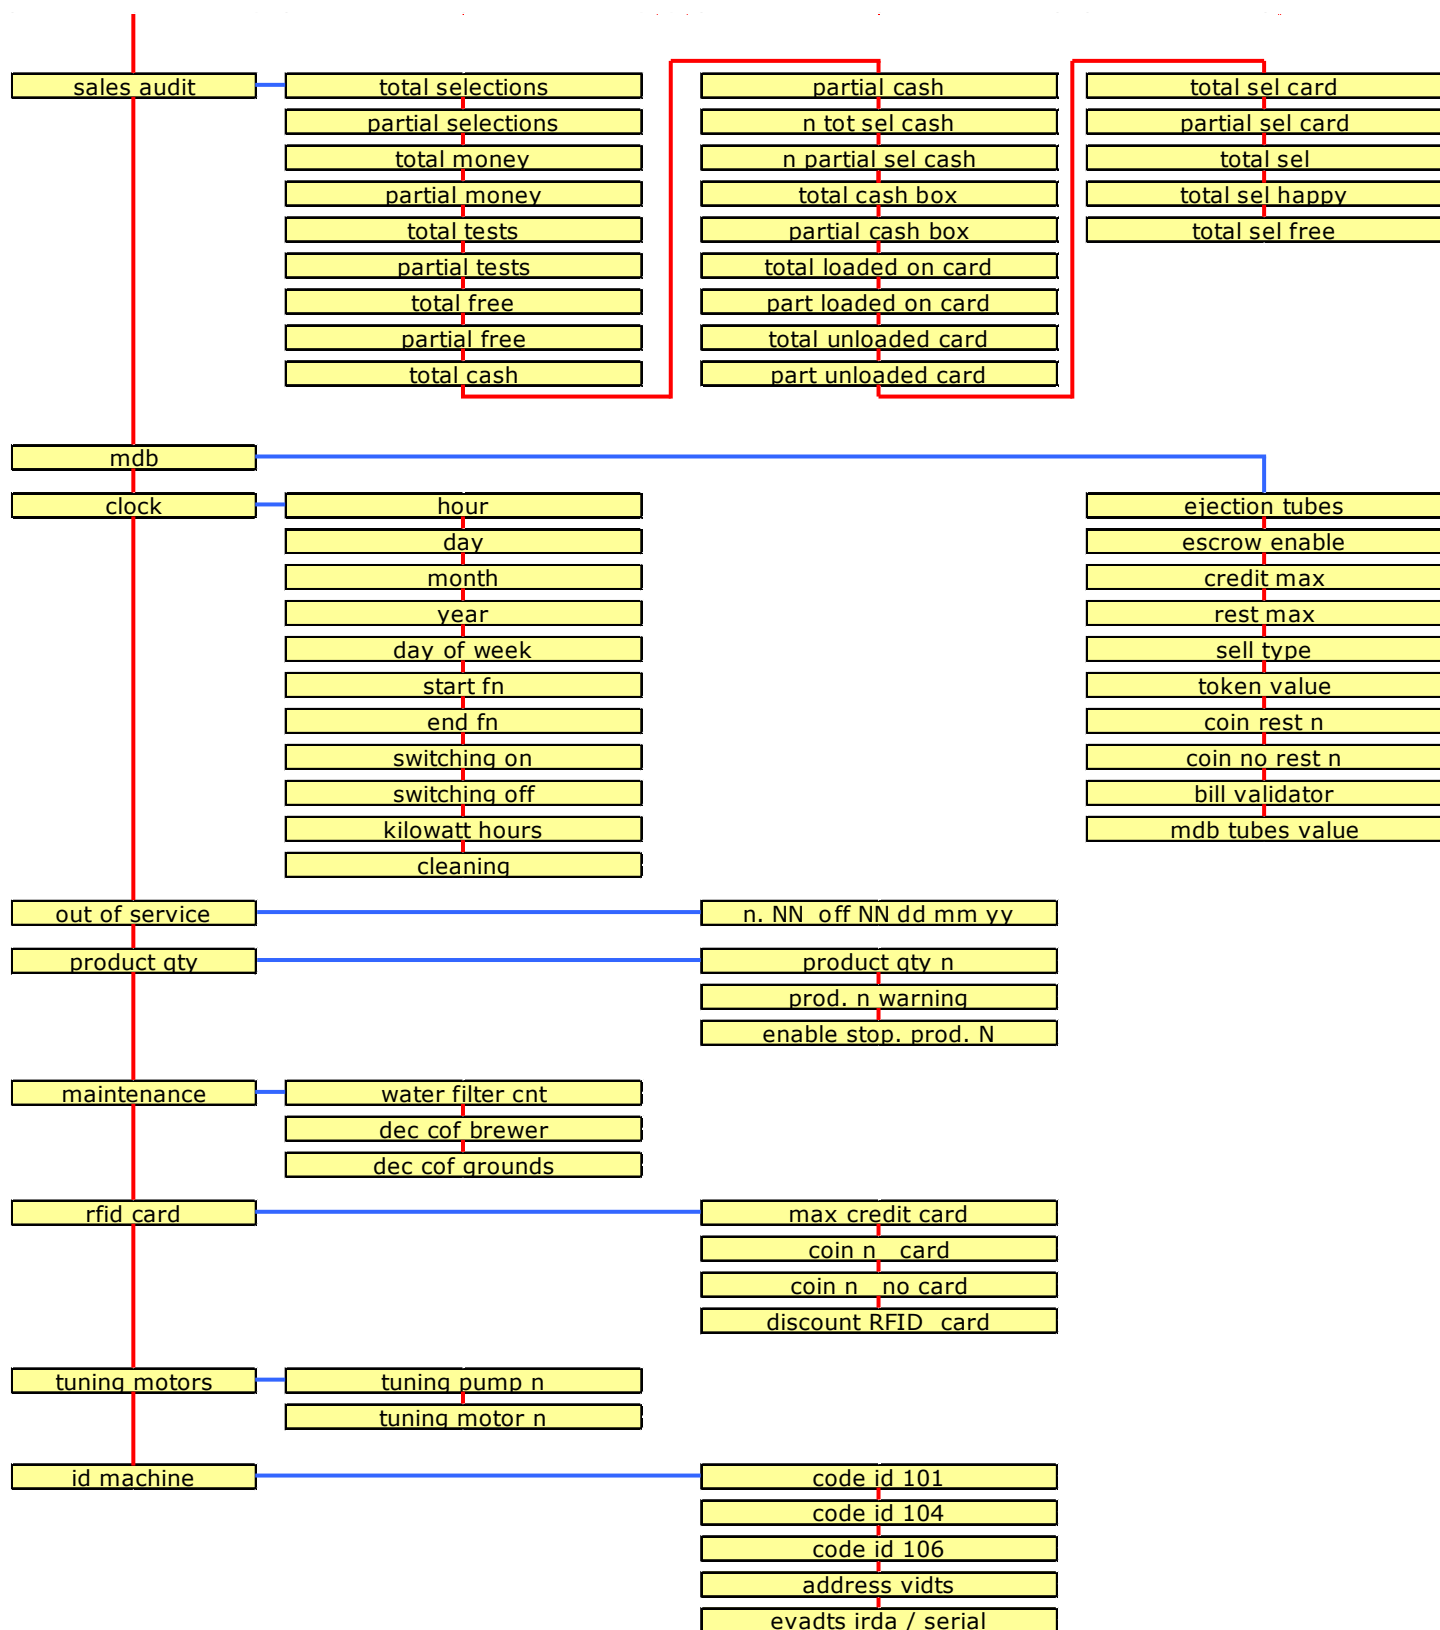 sales audit
total selections
partial selections
total money
partial money
total tests
partial tests
total free
partial free
total cash
partial cash
n tot sel cash
n partial sel cash
total cash box
partial cash box
total loaded on card
part loaded on card
total unloaded card
part unloaded card
total sel card
partial sel card
total sel
total sel happy
total sel free
mdb
ejection tubes
escrow enable
credit max
rest max
sell type
token value
coin rest n
coin no rest n
bill validator
mdb tubes value
clock
hour
day
month
year
day of week
start fn
end fn
switching on
switching off
kilowatt hours
cleaning
out of service
n. NN off NN dd mm yy
product qty
product qty n
prod. n warning
enable stop. prod. N
maintenance
water filter cnt
dec cof brewer
dec cof grounds
rfid card
max credit card
coin n card
coin n no card
discount RFID card
tuning motors
tuning pump n
tuning motor n
id machine
code id 101
code id 104
code id 106
address vidts
evadts irda / serial